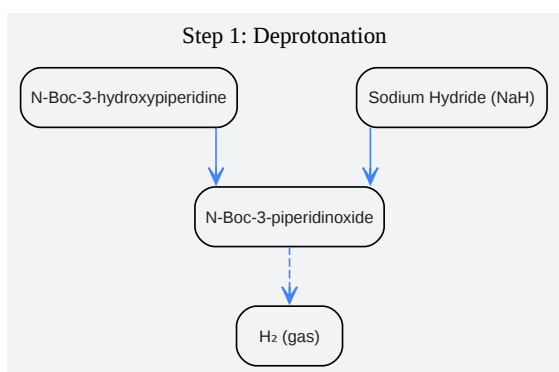 Step 1: Deprotonation
N-Boc-3-hydroxypiperidine
Sodium Hydride (NaH)
N-Boc-3-piperidinoxide
H₂ (gas)